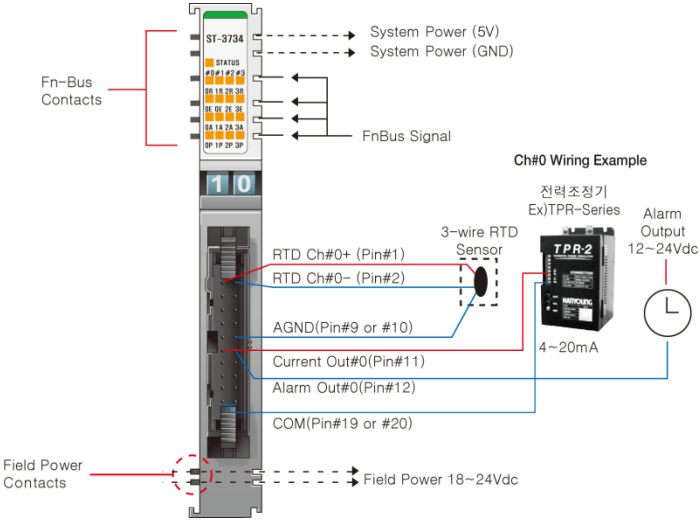 ST-3734
STATUS
#0#1#2#3
0R 1R 2R 3R
0E 0E 2E 3E
0A 1A 2A 3A
0P 1P 2P 3P
10
Fn-Bus
Contacts
System Power (5V)
System Power (GND)
FnBus Signal
Ch#0 Wiring Example
전력조정기
Ex)TPR-Series
Alarm
Output
12~24Vdc
3-wire RTD
Sensor
TPR-2
HANYOUNG
4~20mA
RTD Ch#0+ (Pin#1)
RTD Ch#0- (Pin#2)
AGND(Pin#9 or #10)
Current Out#0(Pin#11)
Alarm Out#0(Pin#12)
COM(Pin#19 or #20)
Field Power
Contacts
Field Power 18~24Vdc